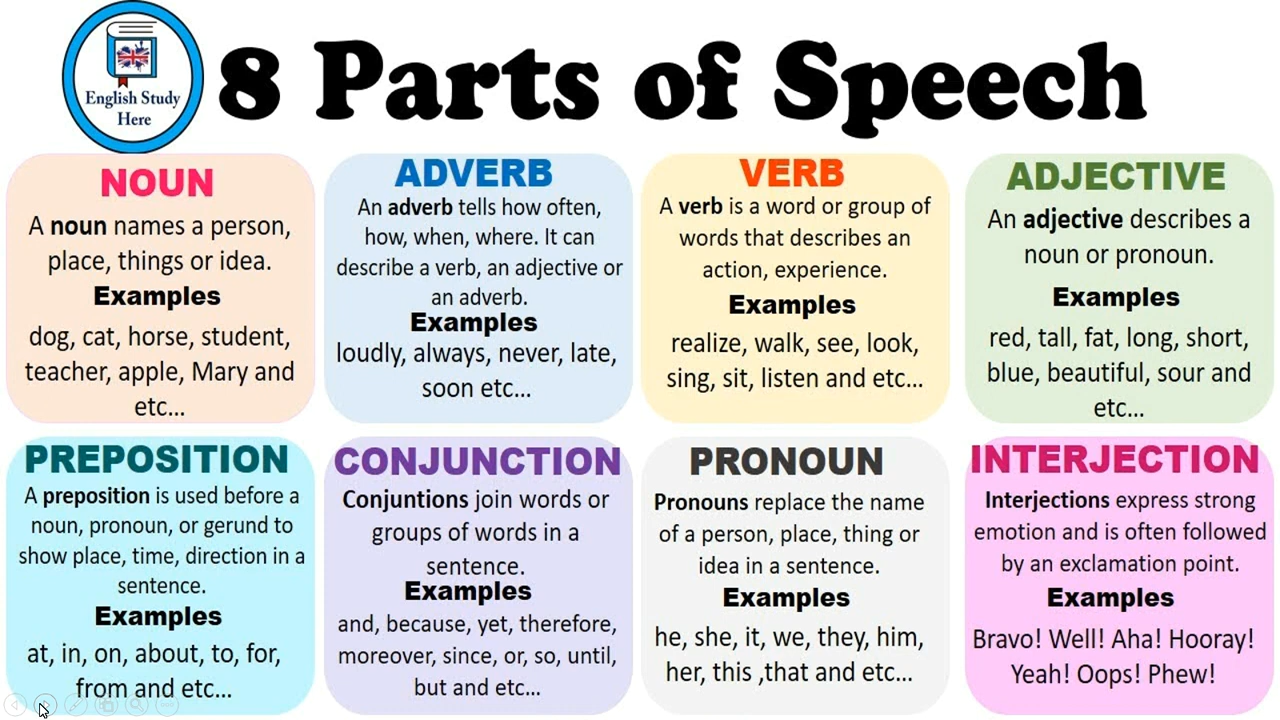 English Study
Here
8 Parts of Speech
NOUN
A noun names a person,
place, things or idea.
Examples
dog, cat, horse, student,
teacher, apple, Mary and
etc...
ADVERB
An adverb tells how often,
how, when, where. It can
describe a verb, an adjective or
an adverb.
Examples
loudly, always, never, late,
soon etc...
VERB
A verb is a word or group of
words that describes an
action, experience.
Examples
realize, walk, see, look,
sing, sit, listen and etc...
ADJECTIVE
An adjective describes a
noun or pronoun.
Examples
red, tall, fat, long, short,
blue, beautiful, sour and
etc...
PREPOSITION
A preposition is used before a
noun, pronoun, or gerund to
show place, time, direction in a
sentence.
Examples
at, in, on, about, to, for,
from and etc...
CONJUNCTION
Conjuntions join words or
groups of words in a
sentence.
Examples
and, because, yet, therefore,
moreover, since, or, so, until,
but and etc...
PRONOUN
Pronouns replace the name
of a person, place, thing or
idea in a sentence.
Examples
he, she, it, we, they, him,
her, this ,that and etc...
INTERJECTION
Interjections express strong
emotion and is often followed
by an exclamation point.
Examples
Bravo! Well! Aha! Hooray!
Yeah! Oops! Phew!